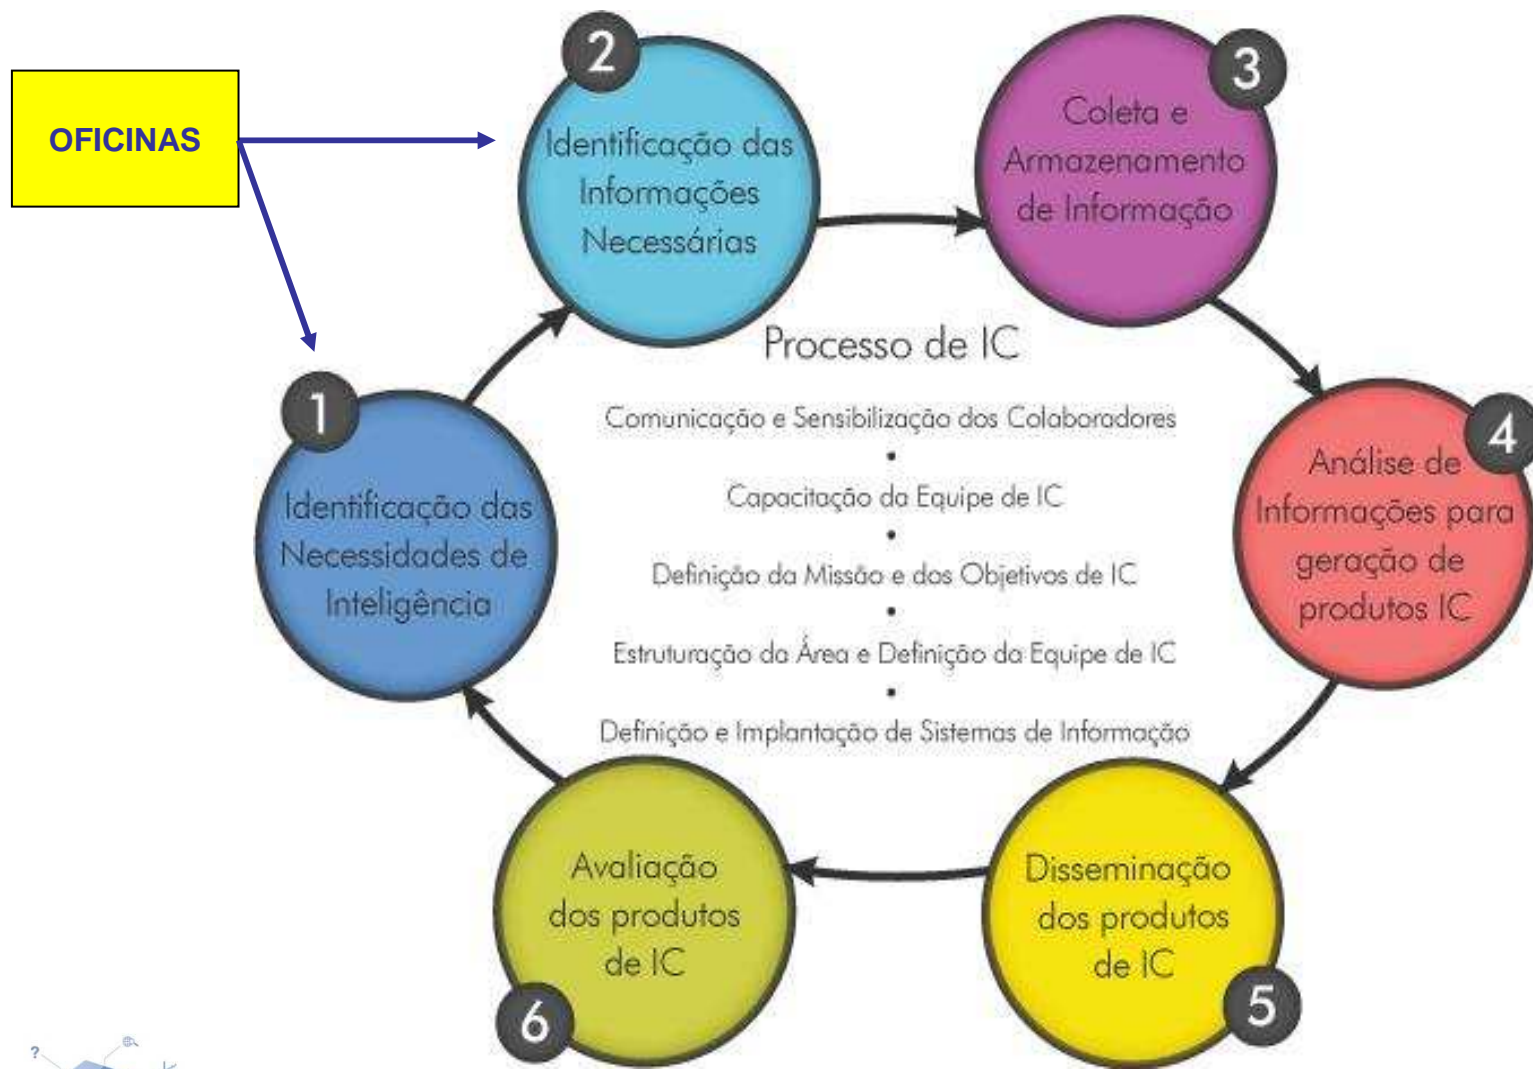 OFICINAS
1
Identificação das
Necessidades de
Inteligência
2
Identificação das
Informações
Necessárias
3
Coleta e
Armazenamento
de Informação
4
Análise de
Informações para
geração de
produtos IC
5
Disseminação
dos produtos
de IC
6
Avaliação
dos produtos
de IC
Processo de IC
Comunicação e Sensibilização dos Colaboradores
•
Capacitação da Equipe de IC
•
Definição da Missão e dos Objetivos de IC
•
Estruturação da Área e Definição da Equipe de IC
•
Definição e Implantação de Sistemas de Informação
?